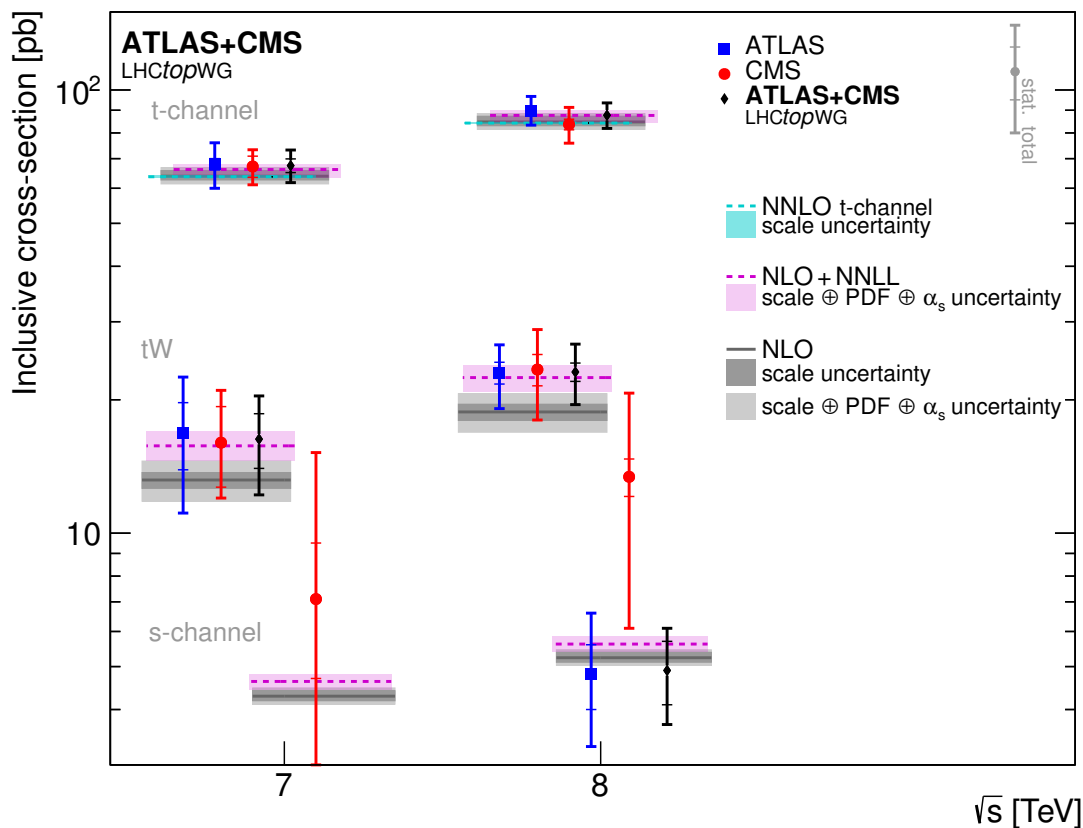 Inclusive cross-section [pb]
ATLAS+CMS
LHCtopWG
t-channel
tW
s-channel
10²
10
ATLAS
CMS
ATLAS+CMS
LHCtopWG
stat.
total
NNLO t-channel
scale uncertainty
NLO + NNLL
scale ⊕ PDF ⊕ αₛ uncertainty
NLO
scale uncertainty
scale ⊕ PDF ⊕ αₛ uncertainty
7
8
√s [TeV]